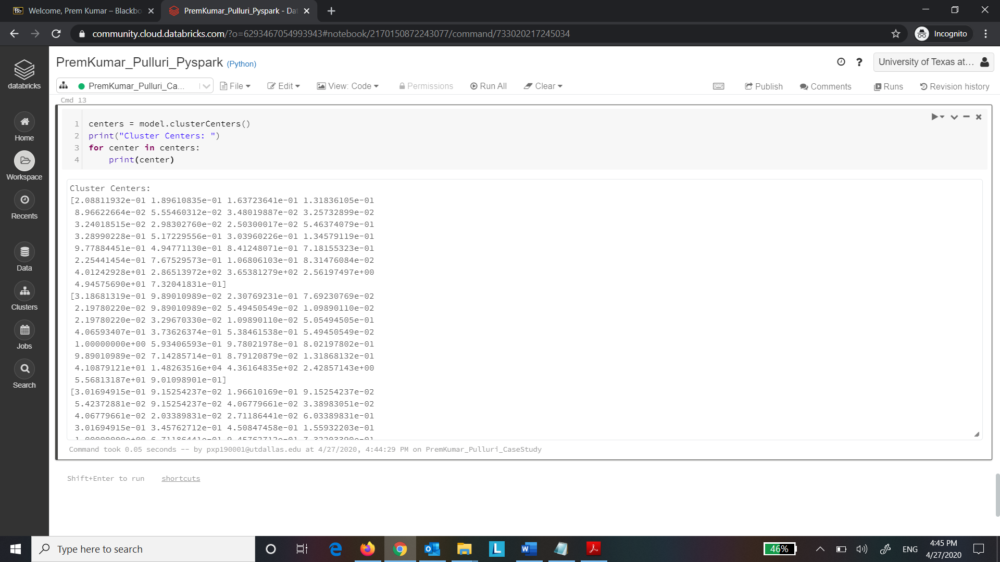 Welcome, Prem Kumar – Blackbo
PremKumar_Pulluri_Pyspark - Dat
community.cloud.databricks.com/?o=6293467054993943#notebook/2170150872243077/command/733020217245034
Incognito
databricks
Home
Workspace
Recents
Data
Clusters
Jobs
Search
PremKumar_Pulluri_Pyspark (Python)
University of Texas at...
PremKumar_Pulluri_Ca... File Edit View: Code Permissions Run All Clear Publish Comments Runs Revision history
Cmd 13
1 centers = model.clusterCenters()
2 print("Cluster Centers: ")
3 for center in centers:
4     print(center)
Cluster Centers:
[2.08811932e-01 1.89610835e-01 1.63723641e-01 1.31836105e-01
8.96622664e-02 5.55460312e-02 3.48019887e-02 3.25732899e-02
3.24018515e-02 2.98302760e-02 2.50300017e-02 5.46374079e-01
3.28990228e-01 5.17229556e-01 3.03960226e-01 1.34579119e-01
9.77884451e-01 4.94771130e-01 8.41248071e-01 7.18155323e-01
2.25441454e-01 7.67529573e-01 1.06806103e-01 8.31476084e-02
4.01242928e+01 2.86513972e+02 3.65381279e+02 2.56197497e+00
4.94575690e+01 7.32041831e-01]
[3.18681319e-01 9.89010989e-02 2.30769231e-01 7.69230769e-02
2.19780220e-02 9.89010989e-02 5.49450549e-02 1.09890110e-02
2.19780220e-02 3.29670330e-02 1.09890110e-02 5.05494505e-01
4.06593407e-01 3.73626374e-01 5.38461538e-01 5.49450549e-02
1.00000000e+00 5.93406593e-01 9.78021978e-01 8.02197802e-01
9.89010989e-02 7.14285714e-01 8.79120879e-02 1.31868132e-01
4.10879121e+01 1.48263516e+04 4.36164835e+02 2.42857143e+00
5.56813187e+01 9.01098901e-01]
[3.01694915e-01 9.15254237e-02 1.96610169e-01 9.15254237e-02
5.42372881e-02 9.15254237e-02 4.06779661e-02 3.38983051e-02
4.06779661e-02 2.03389831e-02 2.71186441e-02 6.03389831e-01
3.01694915e-01 3.45762712e-01 4.50847458e-01 1.55932203e-01
1.00000000e+00 6.71186441e-01 9.45762712e-01 7.32203390e-01
Command took 0.05 seconds -- by pxp190001@utdallas.edu at 4/27/2020, 4:44:29 PM on PremKumar_Pulluri_CaseStudy
Shift+Enter to run shortcuts
Type here to search
46%
ENG
4:45 PM
4/27/2020